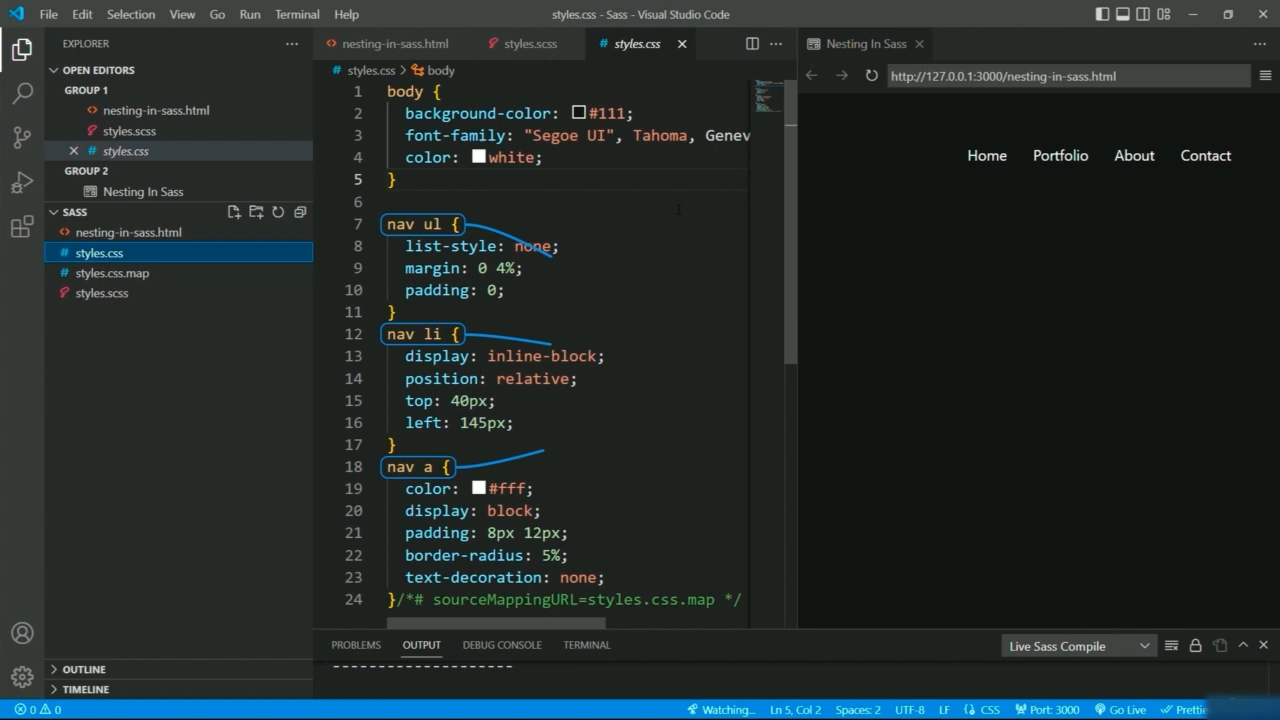 File Edit Selection View Go Run Terminal Help
styles.css - Sass - Visual Studio Code
EXPLORER
OPEN EDITORS
GROUP 1
nesting-in-sass.html
styles.scss
styles.css
GROUP 2
Nesting In Sass
SASS
nesting-in-sass.html
styles.css
styles.css.map
styles.scss
OUTLINE
TIMELINE
nesting-in-sass.html styles.scss styles.css
styles.css > body
1 body {
2 background-color: #111;
3 font-family: "Segoe UI", Tahoma, Genev
4 color: white;
5 }
6
7 nav ul {
8 list-style: none;
9 margin: 0 4%;
10 padding: 0;
11 }
12 nav li {
13 display: inline-block;
14 position: relative;
15 top: 40px;
16 left: 145px;
17 }
18 nav a {
19 color: #fff;
20 display: block;
21 padding: 8px 12px;
22 border-radius: 5%;
23 text-decoration: none;
24 }/*# sourceMappingURL=styles.css.map */
Nesting In Sass
http://127.0.0.1:3000/nesting-in-sass.html
Home Portfolio About Contact
PROBLEMS OUTPUT DEBUG CONSOLE TERMINAL
Live Sass Compile
--------------------
0 0
Watching... Ln 5, Col 2 Spaces: 2 UTF-8 LF CSS Port: 3000 Go Live Prettie